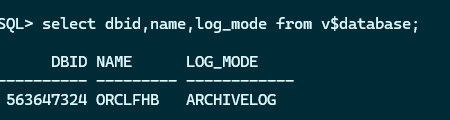 SQL> select dbid,name,log_mode from v$database;
DBID NAME LOG_MODE
---------- --------- ------------
563647324 ORCLFHB ARCHIVELOG